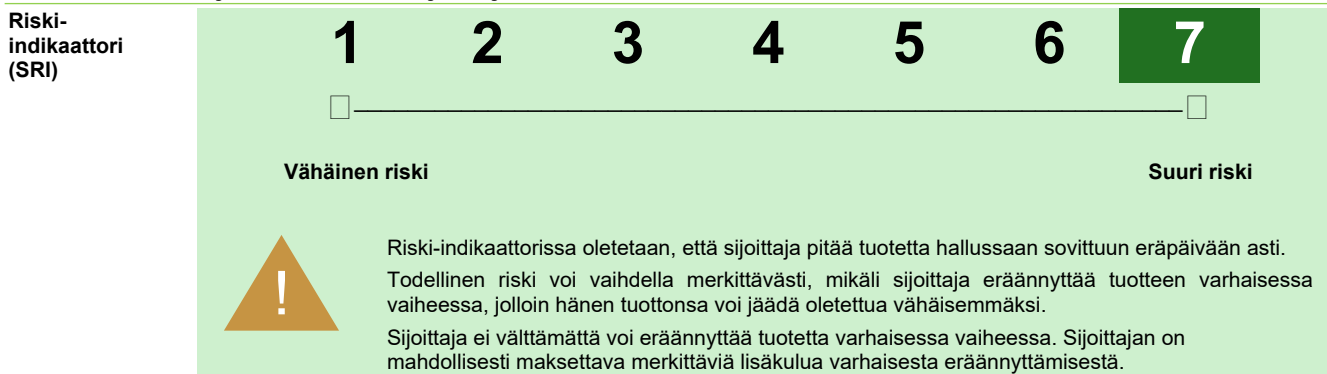 Riski-
indikaattori
(SRI)
1 2 3 4 5 6 7
Vähäinen riski Suuri riski
!
Riski-indikaattorissa oletetaan, että sijoittaja pitää tuotetta hallussaan sovittuun eräpäivään asti.
Todellinen riski voi vaihdella merkittävästi, mikäli sijoittaja eräännyttää tuotteen varhaisessa
vaiheessa, jolloin hänen tuottonsa voi jäädä oletettua vähäisemmäksi.
Sijoittaja ei välttämättä voi eräännyttää tuotetta varhaisessa vaiheessa. Sijoittajan on
mahdollisesti maksettava merkittäviä lisäkulua varhaisesta eräännyttämisestä.